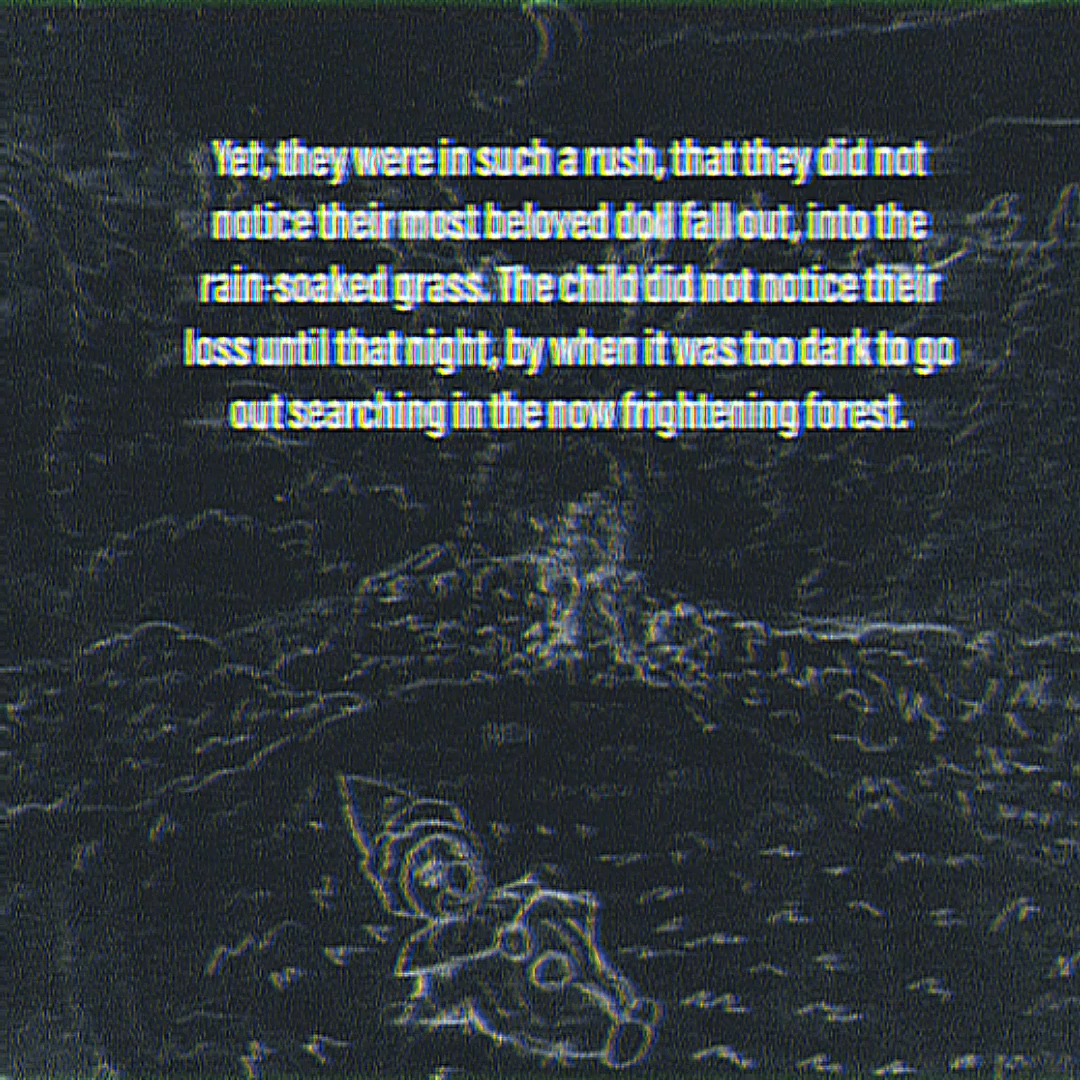 Yet, they were in such a rush, that they did not
notice their most beloved doll fall out, into the
rain-soaked grass. The child did not notice their
loss until that night, by when it was too dark to go
out searching in the now frightening forest.